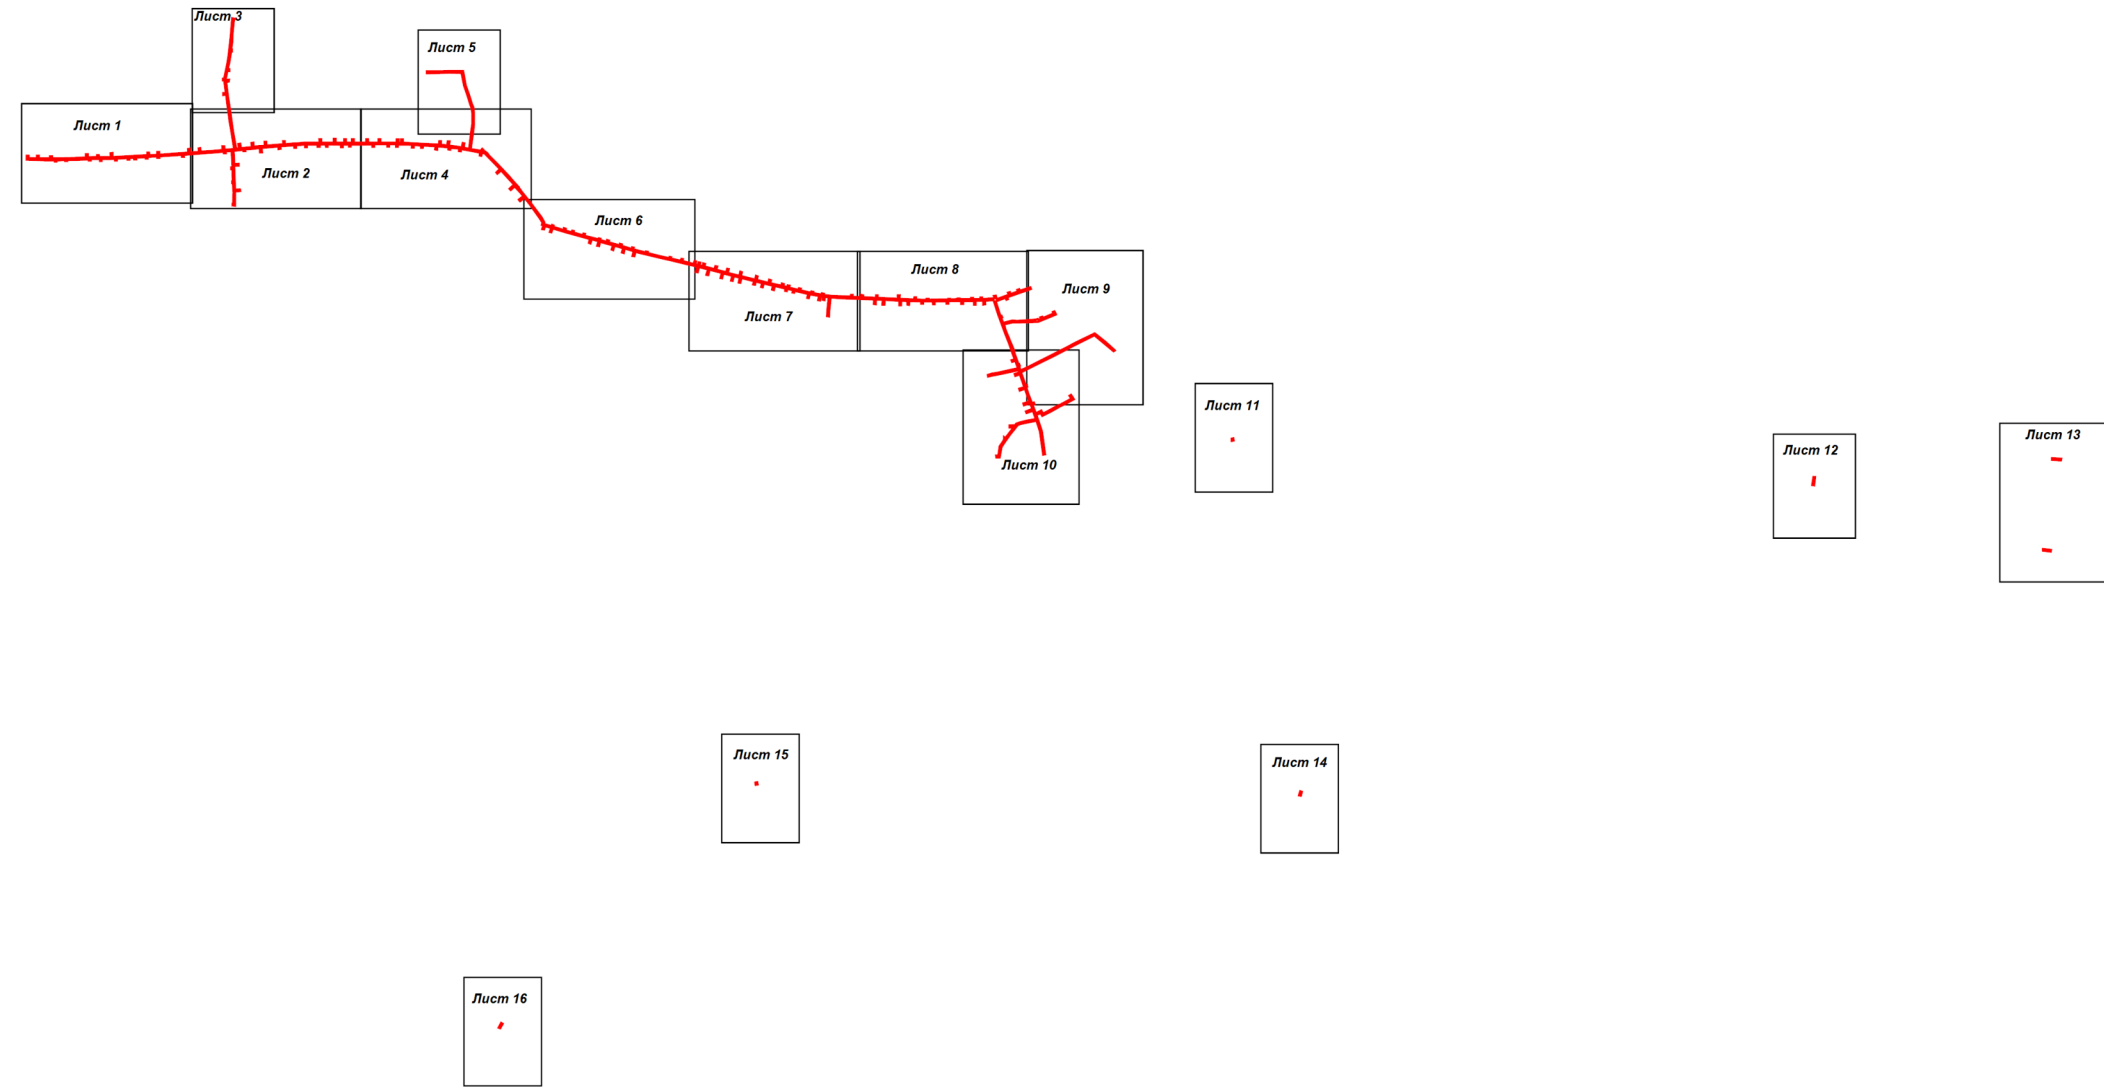 Лист 3
Лист 5
Лист 1
Лист 2
Лист 4
Лист 6
Лист 8
Лист 9
Лист 7
Лист 11
Лист 10
Лист 12
Лист 13
Лист 15
Лист 14
Лист 16